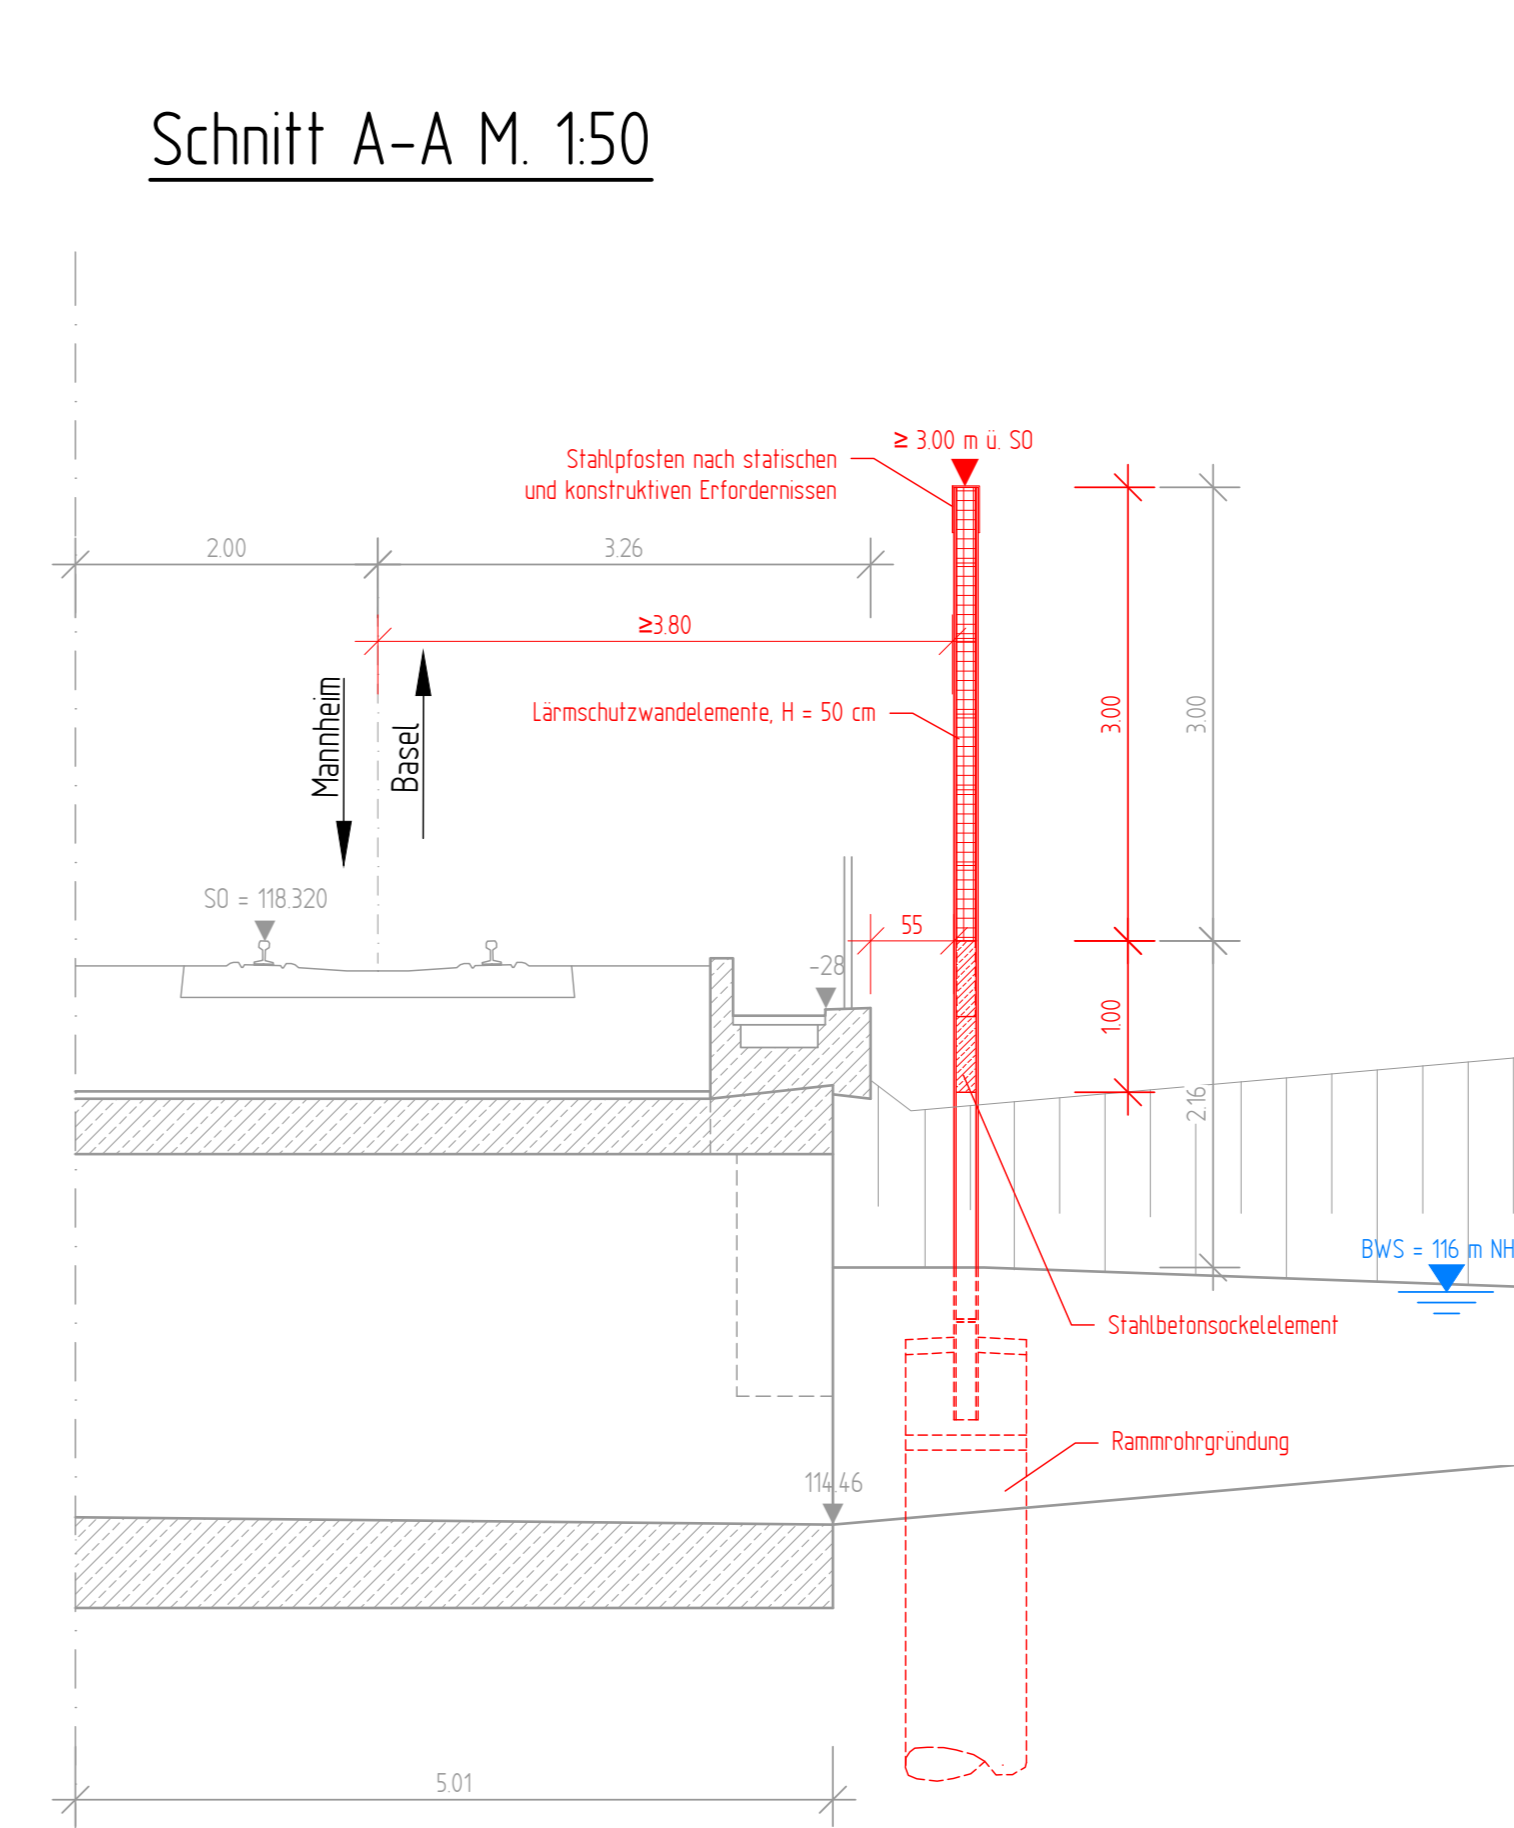 Schnitt A-A M. 1:50
≥ 3.00 m ü. SO
Stahlpfosten nach statischen
und konstruktiven Erfordernissen
2.00
3.26
≥3.80
Mannheim
Basel
Lärmschutzwandelemente, H = 50 cm
3.00
3.00
SO = 118.320
55
-28
1.00
2.16
BWS = 116 m NH
Stahlbetonsockelelement
Rammrohrgründung
114.46
5.01